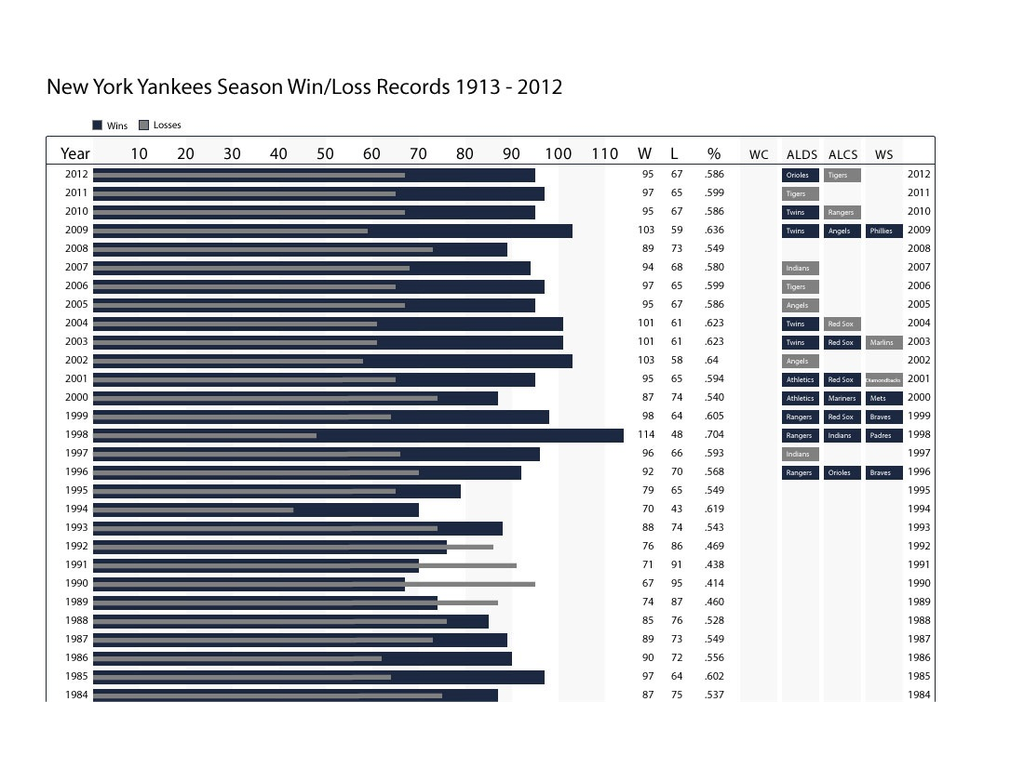 New York Yankees Season Win/Loss Records 1913 - 2012
Wins Losses
Year 10 20 30 40 50 60 70 80 90 100 110 W L % WC ALDS ALCS WS
2012 95 67 .586 Orioles Tigers 2012
2011 97 65 .599 Tigers 2011
2010 95 67 .586 Twins Rangers 2010
2009 103 59 .636 Twins Angels Phillies 2009
2008 89 73 .549 2008
2007 94 68 .580 Indians 2007
2006 97 65 .599 Tigers 2006
2005 95 67 .586 Angels 2005
2004 101 61 .623 Twins Red Sox 2004
2003 101 61 .623 Twins Red Sox Marlins 2003
2002 103 58 .64 Angels 2002
2001 95 65 .594 Athletics Red Sox Diamondbacks 2001
2000 87 74 .540 Athletics Mariners Mets 2000
1999 98 64 .605 Rangers Red Sox Braves 1999
1998 114 48 .704 Rangers Indians Padres 1998
1997 96 66 .593 Indians 1997
1996 92 70 .568 Rangers Orioles Braves 1996
1995 79 65 .549 1995
1994 70 43 .619 1994
1993 88 74 .543 1993
1992 76 86 .469 1992
1991 71 91 .438 1991
1990 67 95 .414 1990
1989 74 87 .460 1989
1988 85 76 .528 1988
1987 89 73 .549 1987
1986 90 72 .556 1986
1985 97 64 .602 1985
1984 87 75 .537 1984